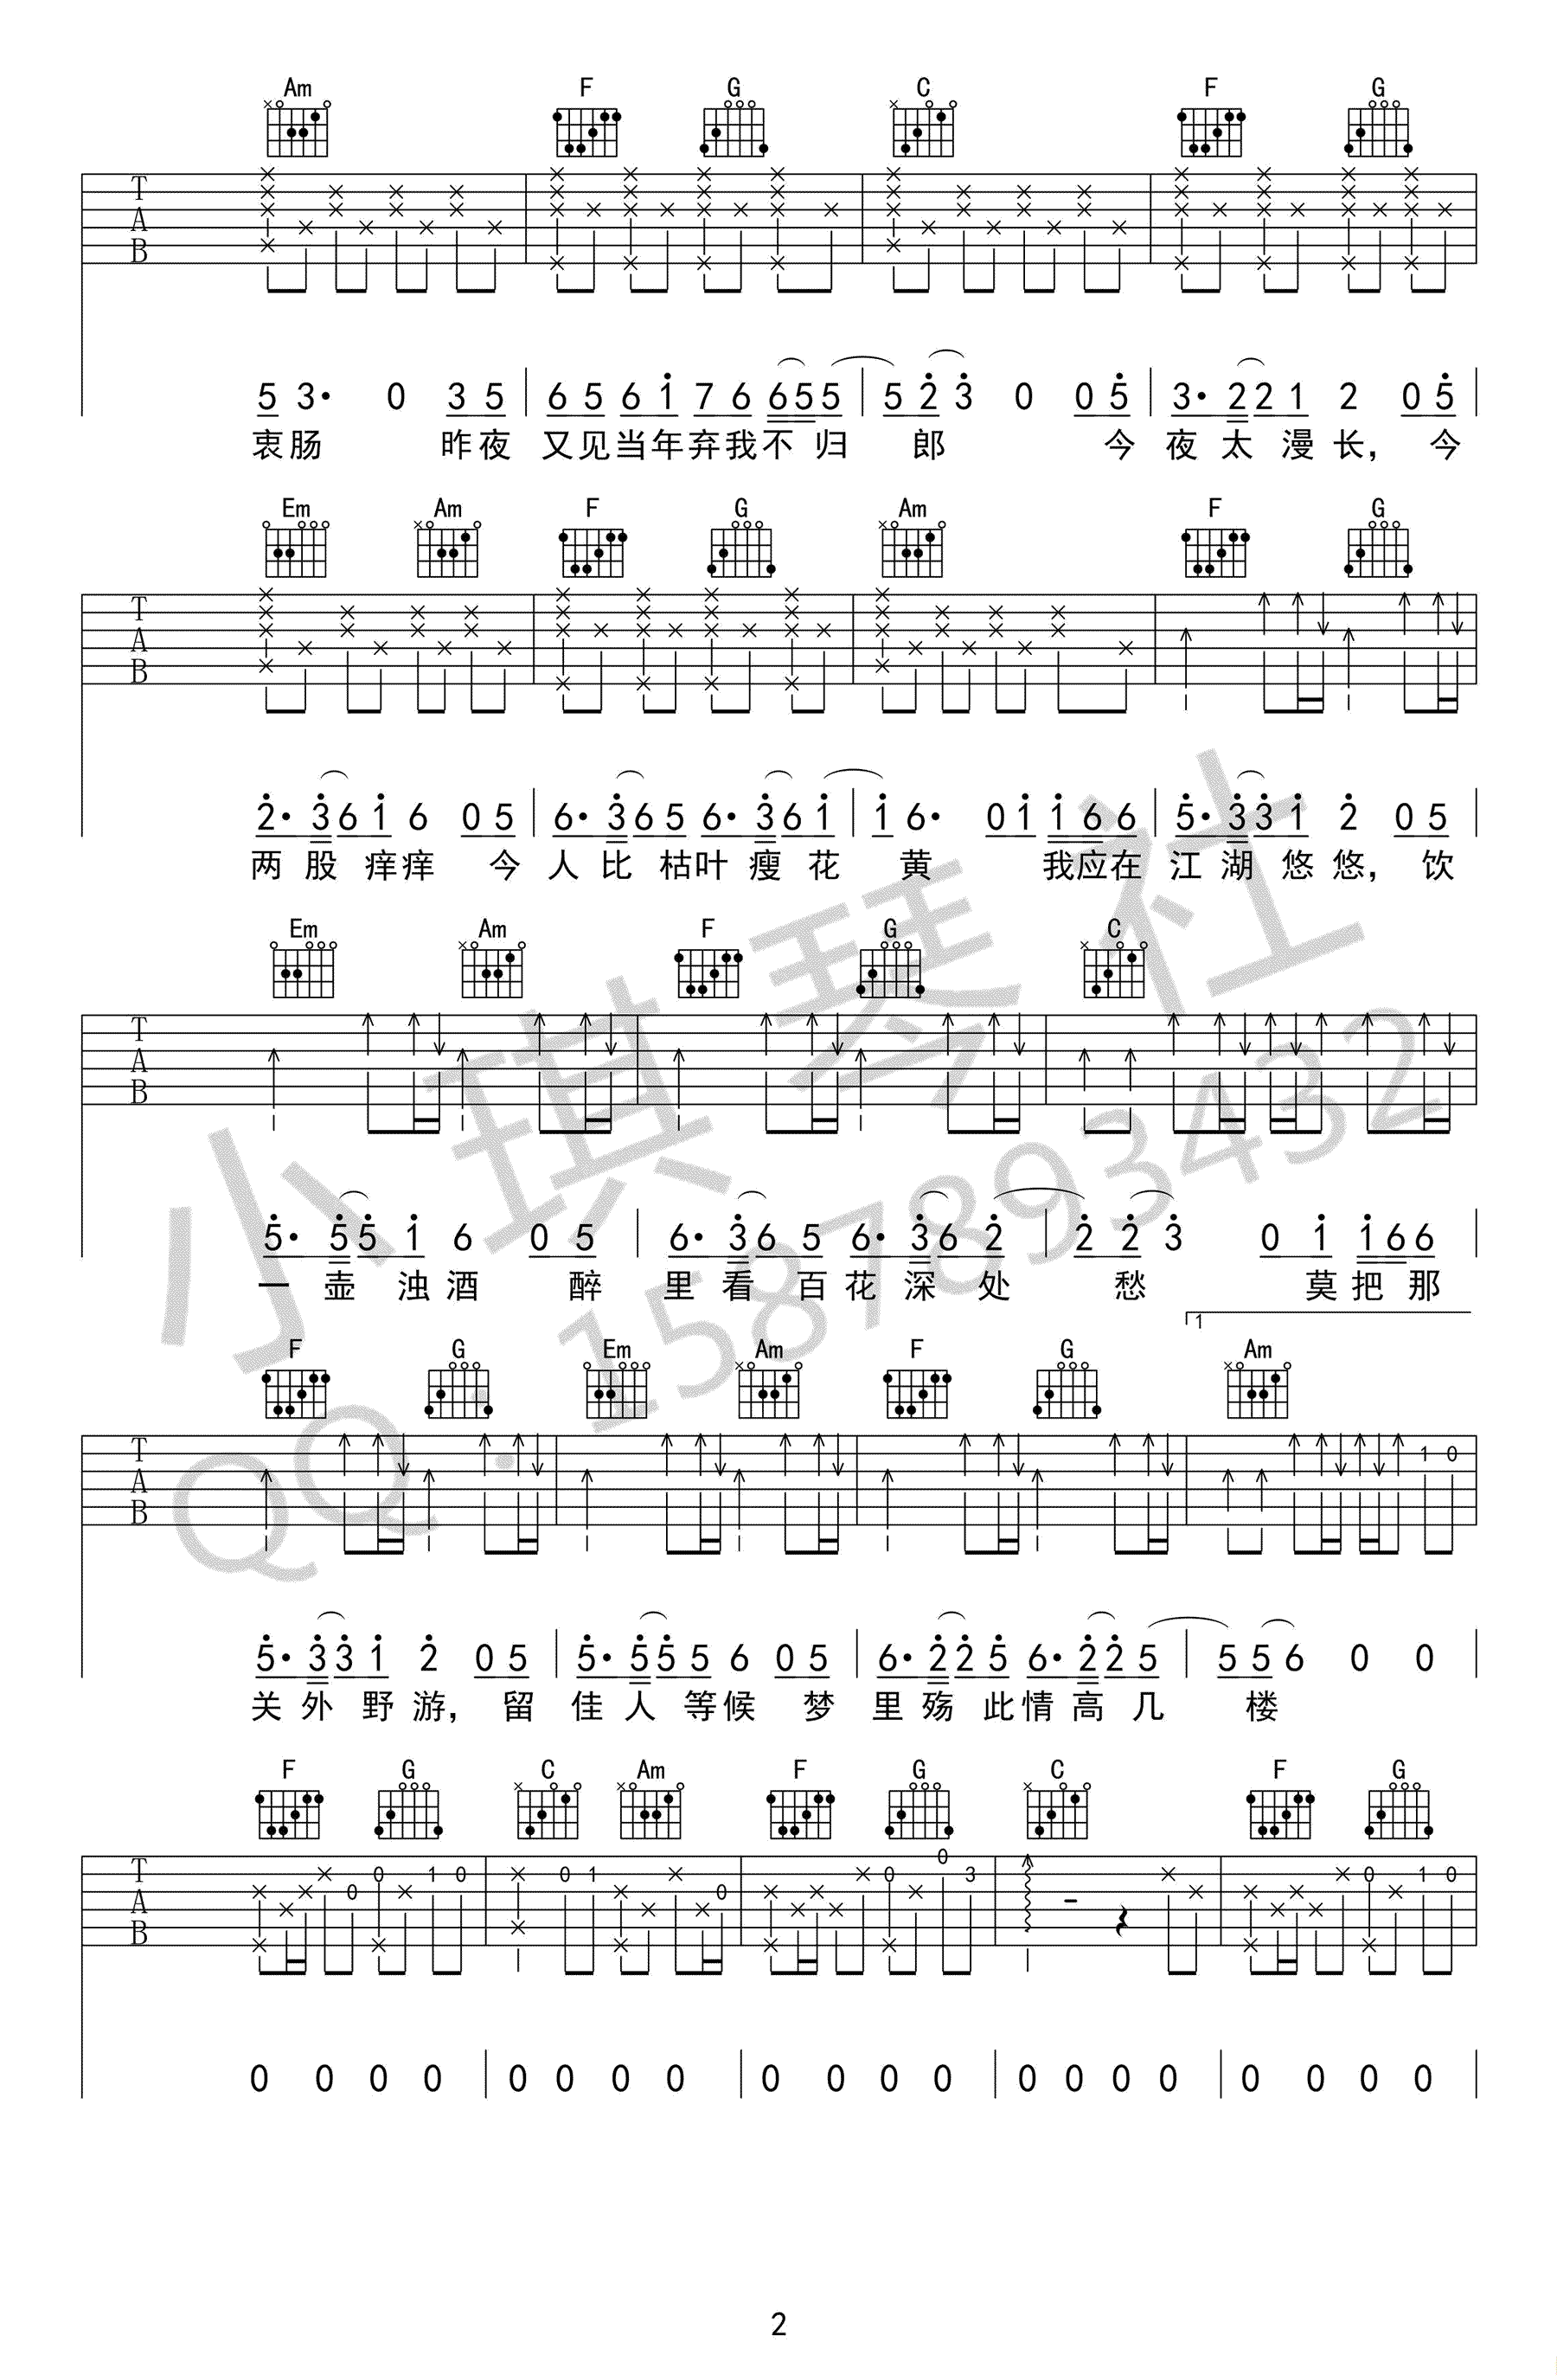 Am F G C F G
T
A
B
5 3· 0 3 5 | 6 5 6 1 7 6 6 5 5 | 5 2 3 0 0 5 | 3· 2 2 1 2 0 5 |
衷肠 昨夜 又见当年弃我不归 郎 今 夜太漫长，今
Em Am F G Am F G
T
A
B
2· 3 6 1 6 0 5 | 6· 3 6 5 6· 3 6 1 | 1 6· 0 1 1 6 6 | 5· 3 3 1 2 0 5 |
两股痒痒 今 人比枯叶瘦花 黄 我应在 江湖悠悠，饮
Em Am F G C
T
A
B
5· 5 5 1 6 0 5 | 6· 3 6 5 6· 3 6 2 | 2 2 3 0 1 1 6 6 |
一壶浊酒 醉 里看百花深处 愁 莫把那
1
F G Em Am F G Am
T
A
B
1 0
5· 3 3 1 2 0 5 | 5· 5 5 5 6 0 5 | 6· 2 2 5 6· 2 2 5 | 5 5 6 0 0
关外野游，留 佳人等候 梦 里殇此情高几 楼
F G C Am F G C F G
T
A
B
0 0 1 0 0 1 0 0 0 3 0 1 0
0 0 0 0 | 0 0 0 0 | 0 0 0 0 | 0 0 0 0 | 0 0 0 0 |
小琪琴社
QQ:1587893432
2